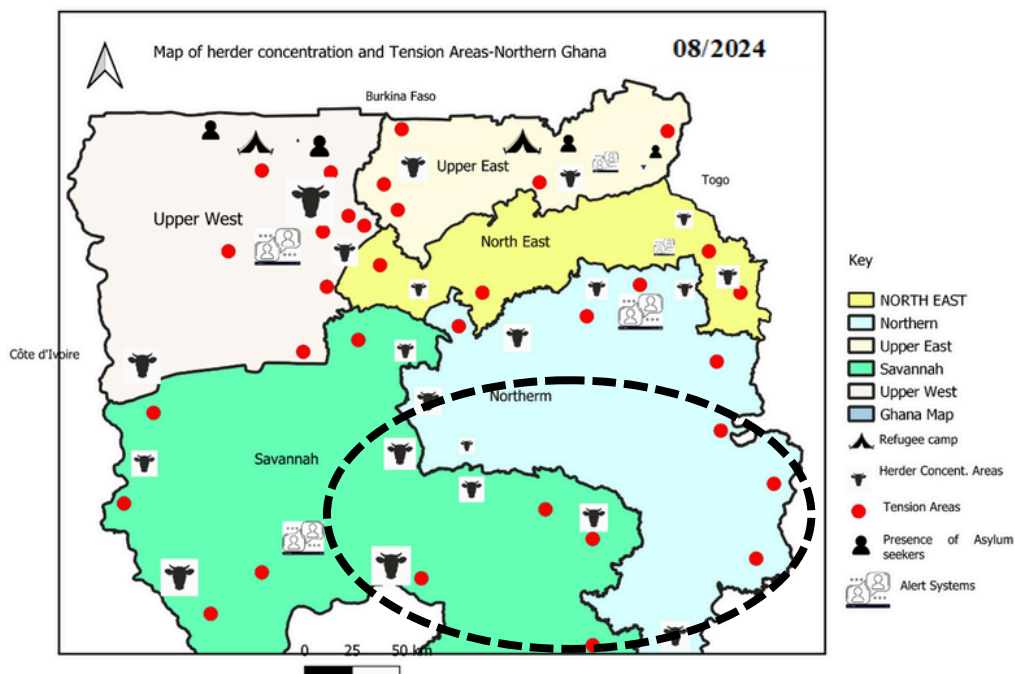 Map of herder concentration and Tension Areas-Northern Ghana
08/2024
Burkina Faso
Upper East
Togo
Upper West
North East
Côte d'Ivoire
Northerm
Savannah
0 25 50 km
Key
NORTH EAST
Northern
Upper East
Savannah
Upper West
Ghana Map
Refugee camp
Herder Concent. Areas
Tension Areas
Presence of Asylum
seekers
Alert Systems